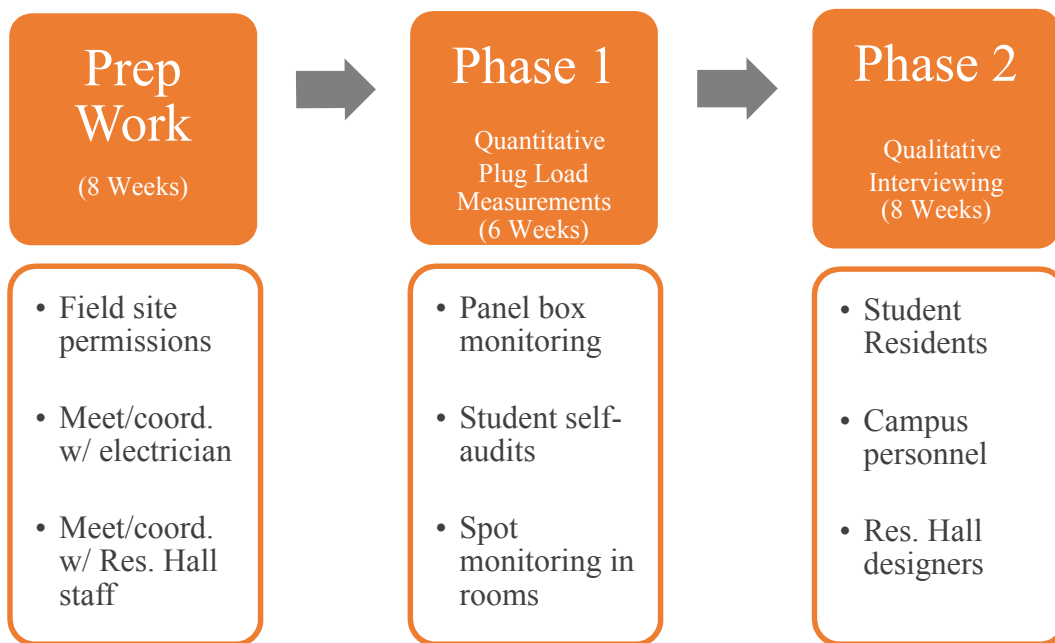 Prep
Work
(8 Weeks)
Phase 1
Quantitative
Plug Load
Measurements
(6 Weeks)
Phase 2
Qualitative
Interviewing
(8 Weeks)
• Field site
permissions
• Meet/coord.
w/ electrician
• Meet/coord.
w/ Res. Hall
staff
• Panel box
monitoring
• Student self-
audits
• Spot
monitoring in
rooms
• Student
Residents
• Campus
personnel
• Res. Hall
designers